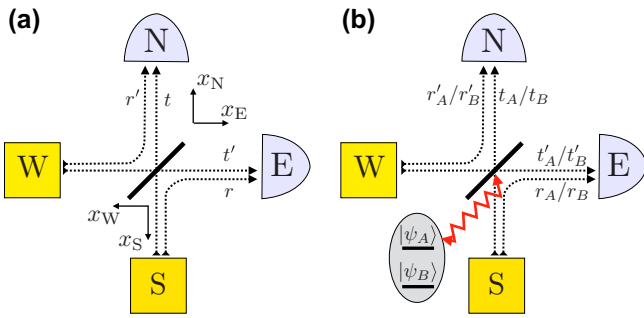 (a)
N
r′
t
x_N
x_E
W
t′
r
E
x_W
x_S
S
(b)
N
r′_A/r′_B
t_A/t_B
W
t′_A/t′_B
r_A/r_B
E
|ψ_A⟩
|ψ_B⟩
S